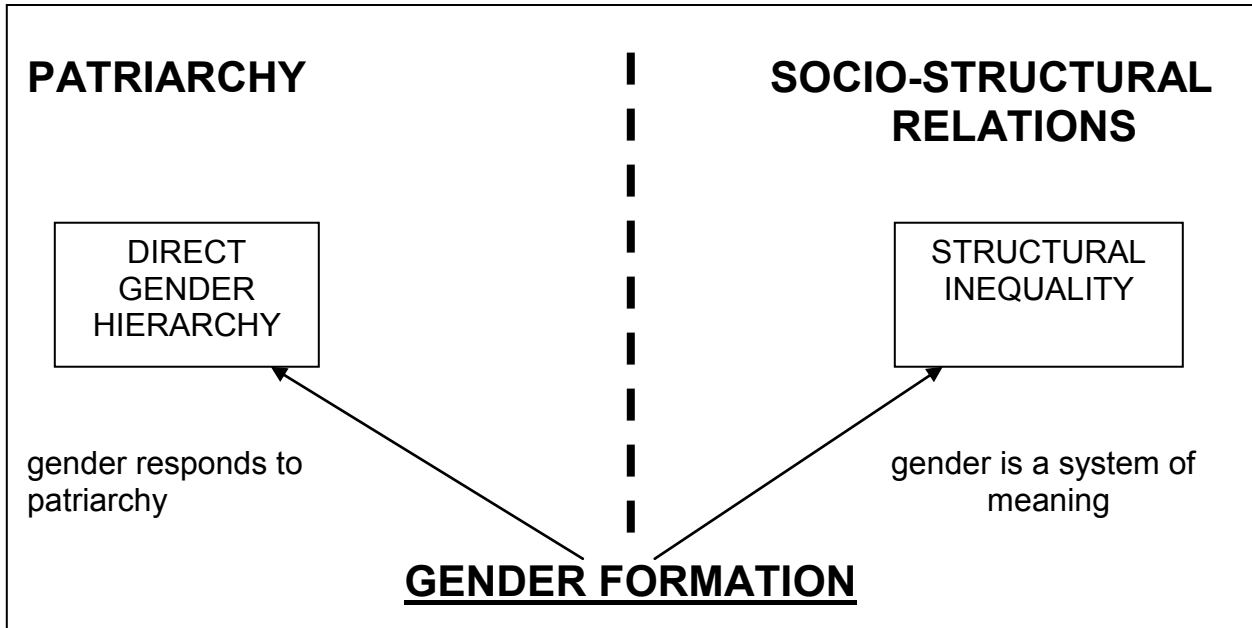 PATRIARCHY
SOCIO-STRUCTURAL
RELATIONS
DIRECT
GENDER
HIERARCHY
STRUCTURAL
INEQUALITY
gender responds to
patriarchy
gender is a system of
meaning
GENDER FORMATION